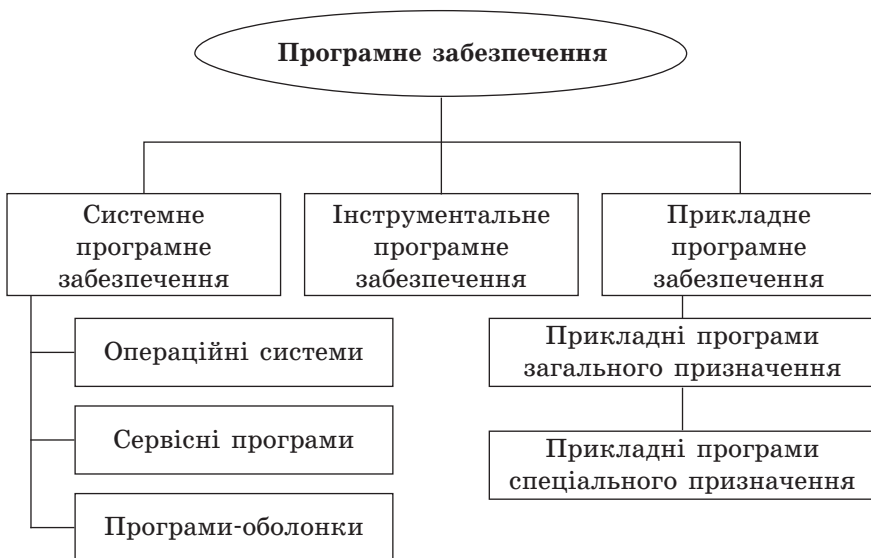 Програмне забезпечення
Системне
програмне
забезпечення
Інструментальне
програмне
забезпечення
Прикладне
програмне
забезпечення
Операційні системи
Сервісні програми
Програми-оболонки
Прикладні програми
загального призначення
Прикладні програми
спеціального призначення